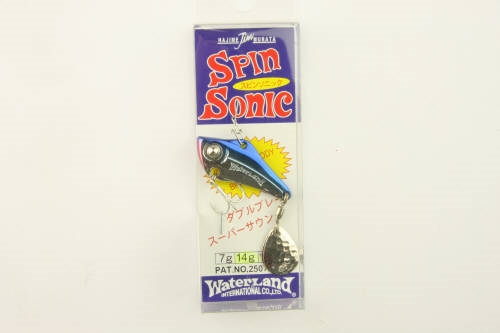 HAJIME Jim MURATA
SPIN
スピンソニック
SONIC
ダブルブレ
スーパーサウン
7g 14g
PAT.NO.250
WaterLand
INTERNATIONAL CO.,LTD.